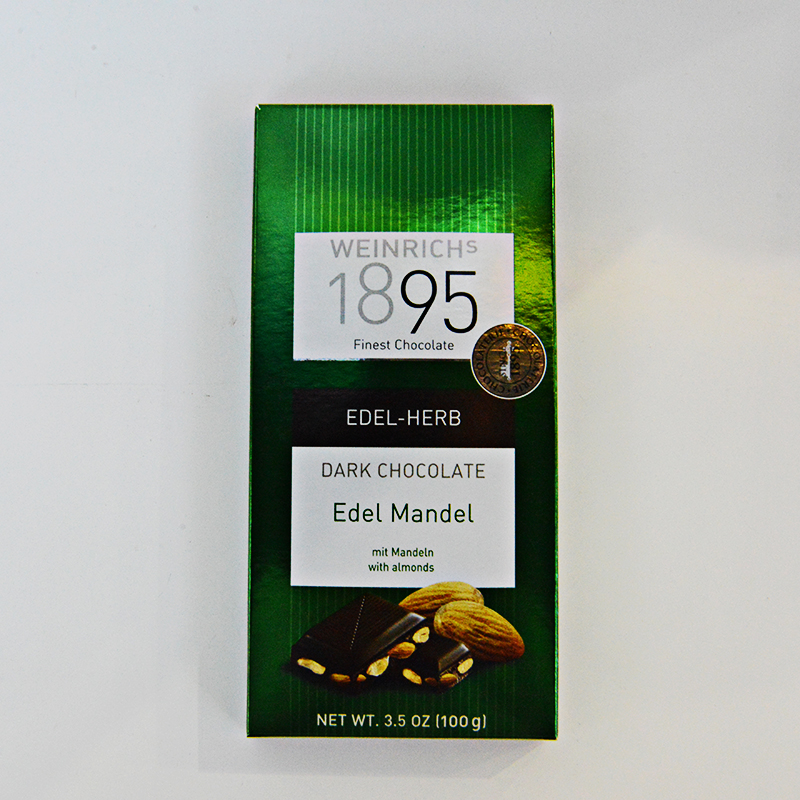 WEINRICHS
1895
Finest Chocolate
EDEL-HERB
DARK CHOCOLATE
Edel Mandel
mit Mandeln
with almonds
NET WT. 3.5 OZ (100 g)